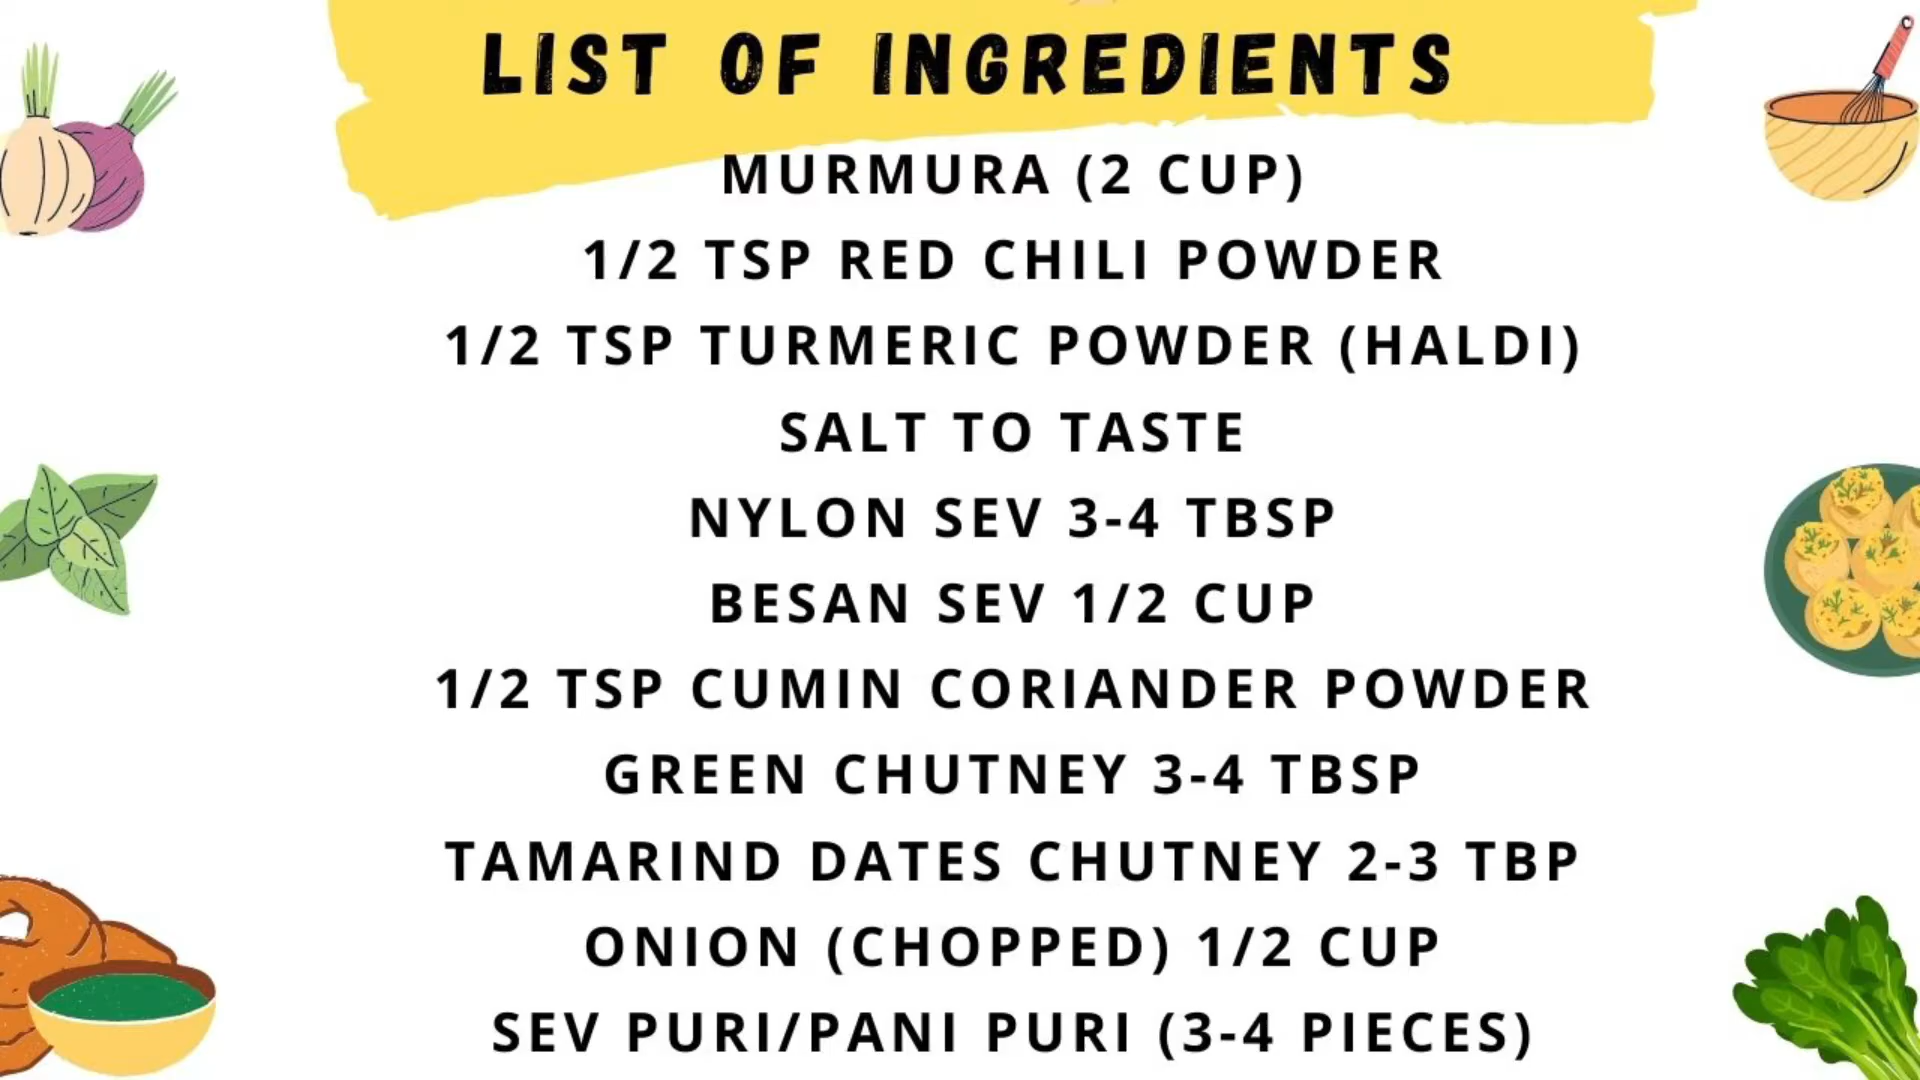 LIST OF INGREDIENTS
MURMURA (2 CUP)
1/2 TSP RED CHILI POWDER
1/2 TSP TURMERIC POWDER (HALDI)
SALT TO TASTE
NYLON SEV 3-4 TBSP
BESAN SEV 1/2 CUP
1/2 TSP CUMIN CORIANDER POWDER
GREEN CHUTNEY 3-4 TBSP
TAMARIND DATES CHUTNEY 2-3 TBP
ONION (CHOPPED) 1/2 CUP
SEV PURI/PANI PURI (3-4 PIECES)